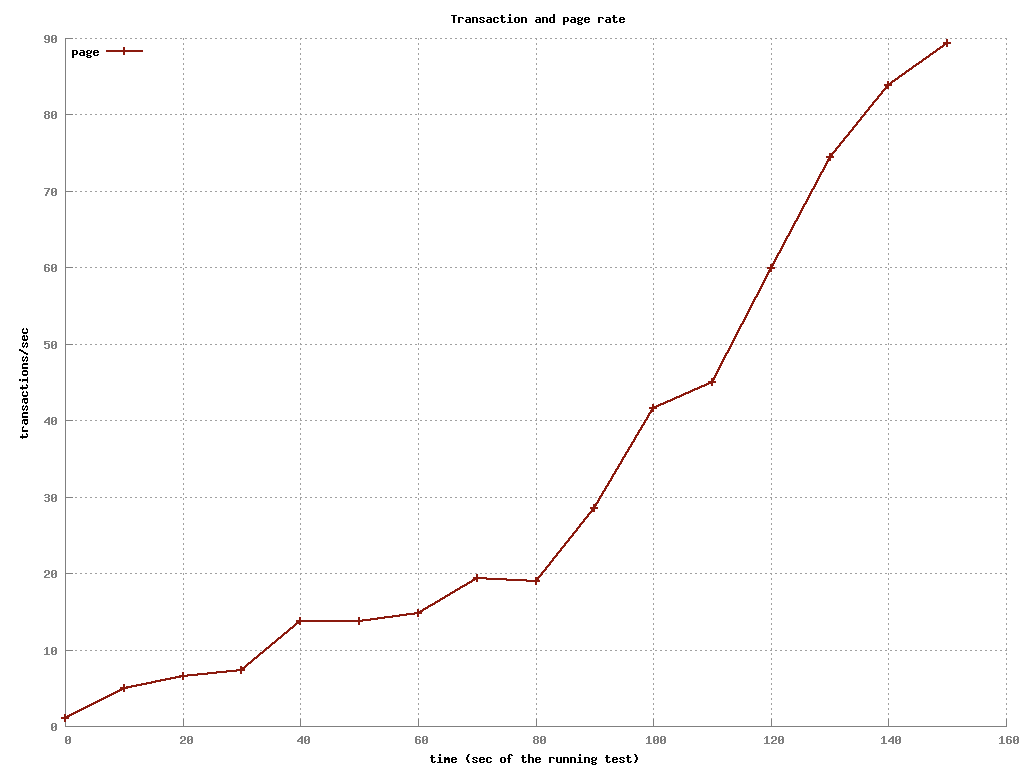 Transaction and page rate
page
90
80
70
60
50
40
30
20
10
0
transactions/sec
0 20 40 60 80 100 120 140 160
time (sec of the running test)